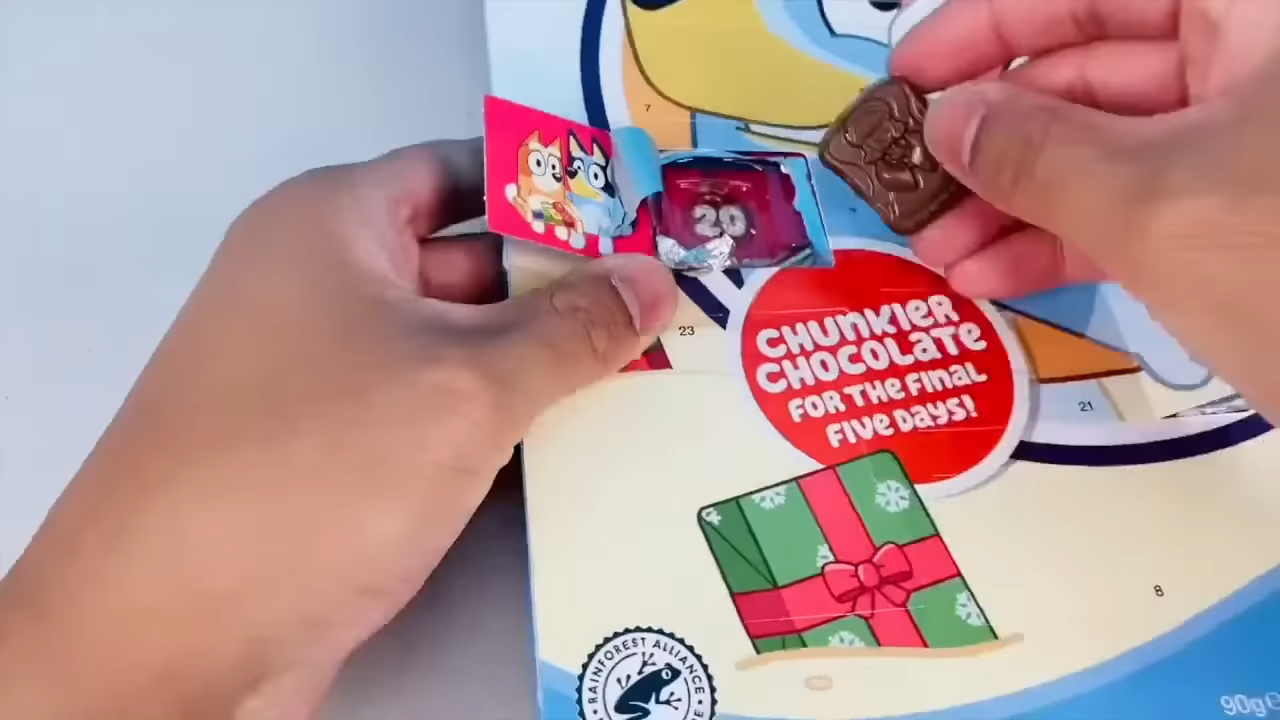 7
20
23
CHUNKIER
CHOCOLATE
FOR THE FINAL
FIVE DAYS!
21
8
RAINFOREST ALLIANCE
90g